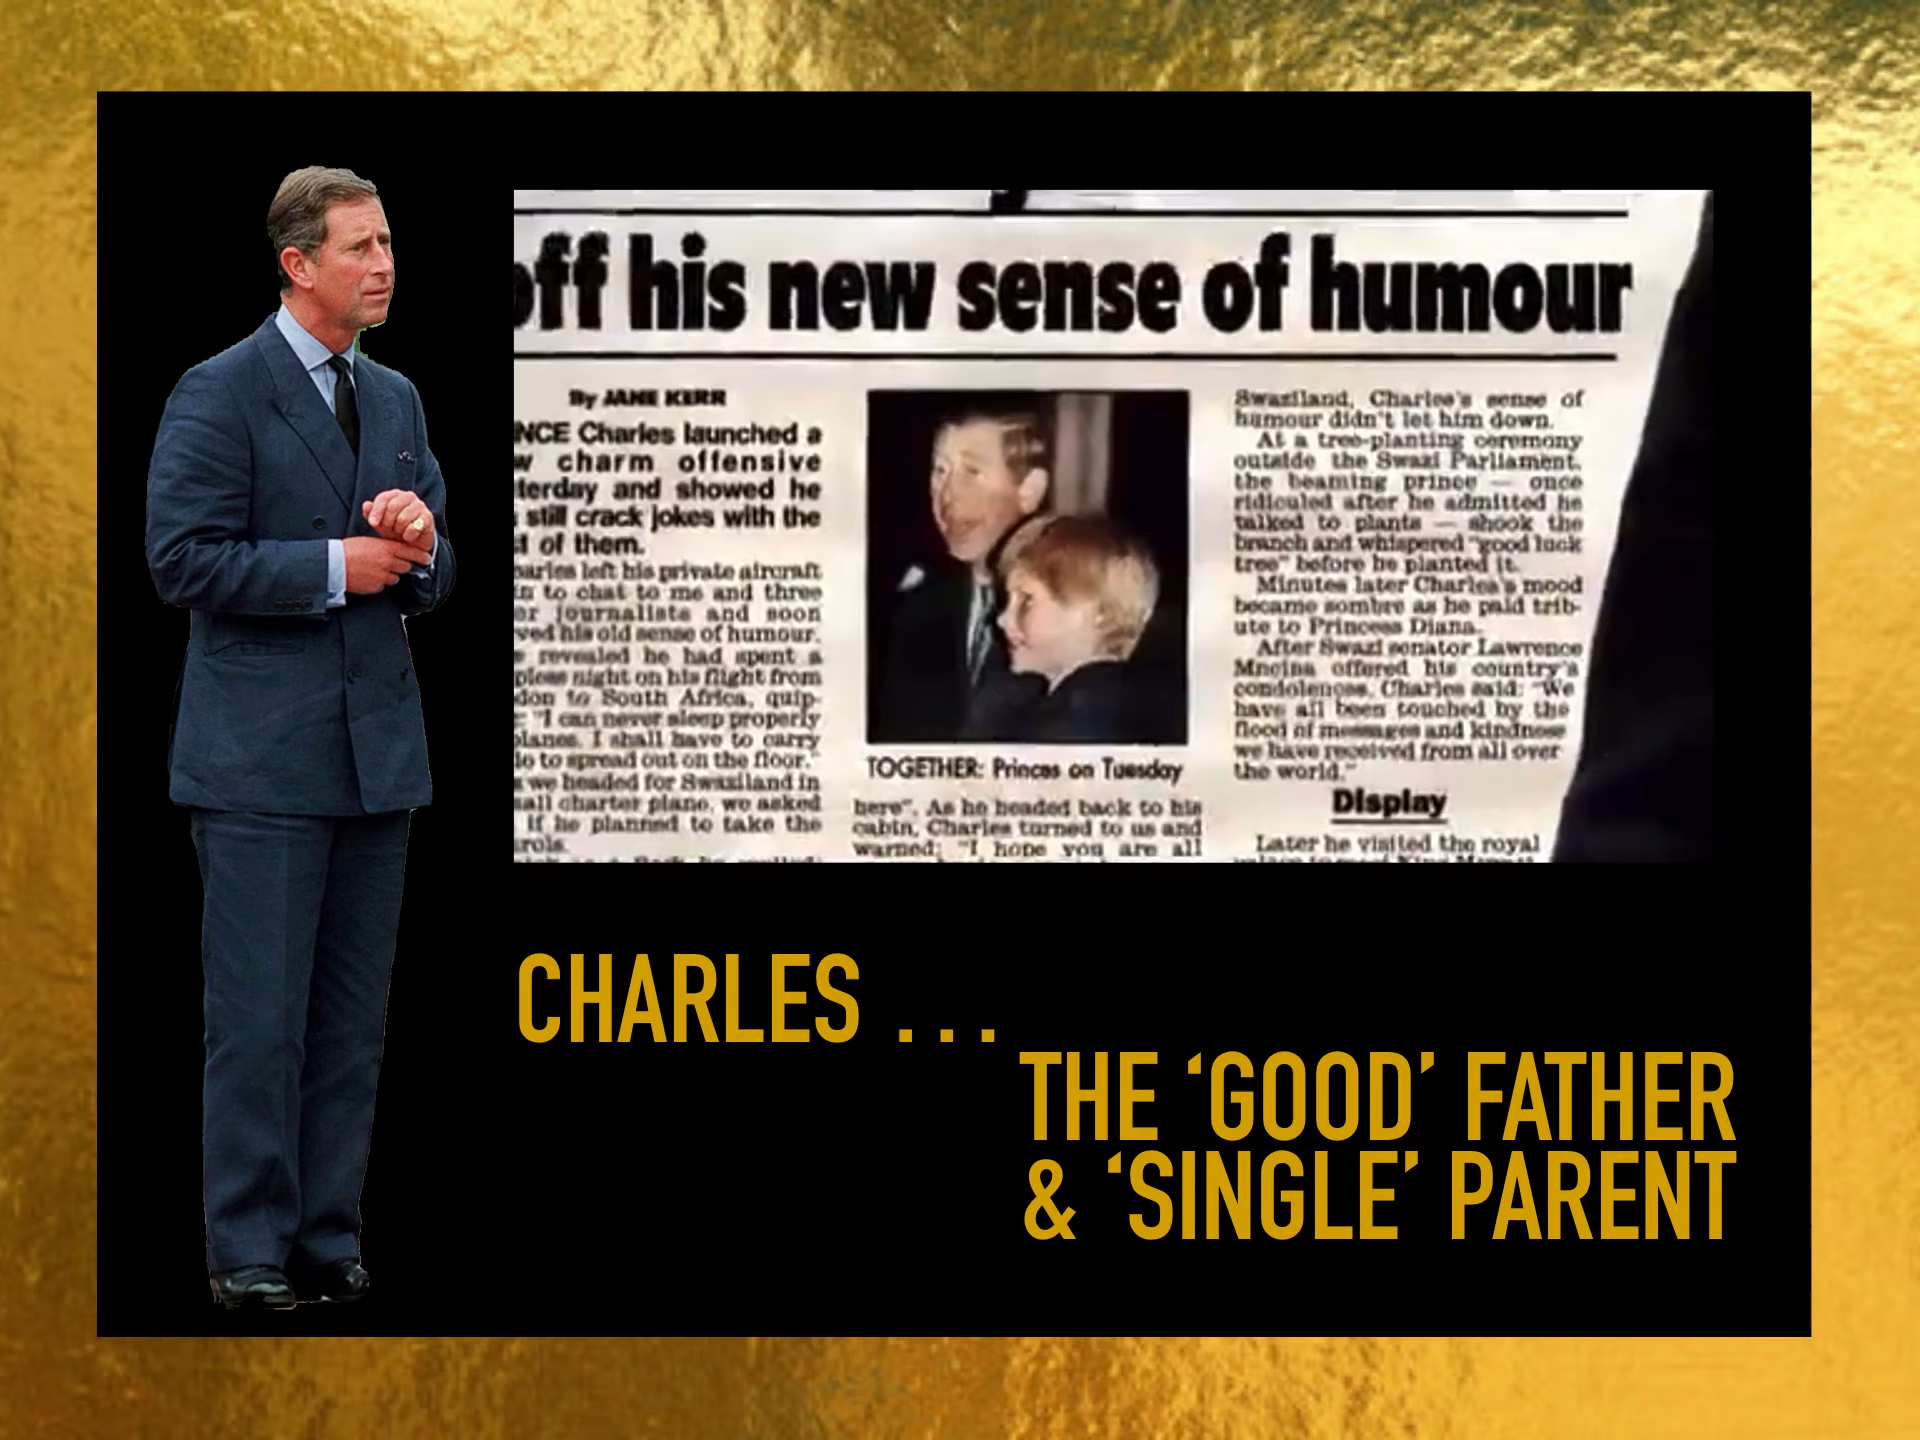 off his new sense of humour
By JANE KERR
NCE Charles launched a
w charm offensive
terday and showed he
still crack jokes with the
t of them.
arles left his private aircraft
in to chat to me and three
er journalists and soon
ved his old sense of humour.
e revealed he had spent a
pless night on his flight from
don to South Africa, quip-
: "I can never sleep properly
planes. I shall have to carry
lo to spread out on the floor."
s we headed for Swaziland in
all charter plane, we asked
if he planned to take the
trols.
TOGETHER: Princes on Tuesday
here". As he headed back to his
cabin, Charles turned to us and
warned: "I hope you are all
Swaziland, Charles's sense of
humour didn't let him down.
At a tree-planting ceremony
outside the Swazi Parliament,
the beaming prince — once
ridiculed after he admitted he
talked to plants — shook the
branch and whispered "good luck
tree" before he planted it.
Minutes later Charles's mood
became sombre as he paid trib-
ute to Princess Diana.
After Swazi senator Lawrence
Mncina offered his country's
condolences, Charles said: "We
have all been touched by the
flood of messages and kindness
we have received from all over
the world."
Display
Later he visited the royal
CHARLES ...
THE ‘GOOD’ FATHER
& ‘SINGLE’ PARENT